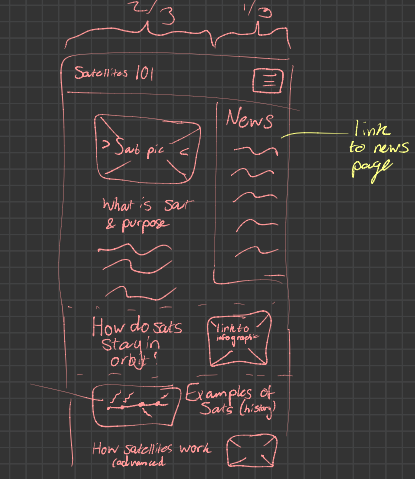 2/3
1/3
Satellites 101
News
Sat pic
link
to news
page
What is Sat
& purpose
How do sats
stay in
orbit?
link to
infographic
Examples of
Sats (history)
How satellites work
(advanced